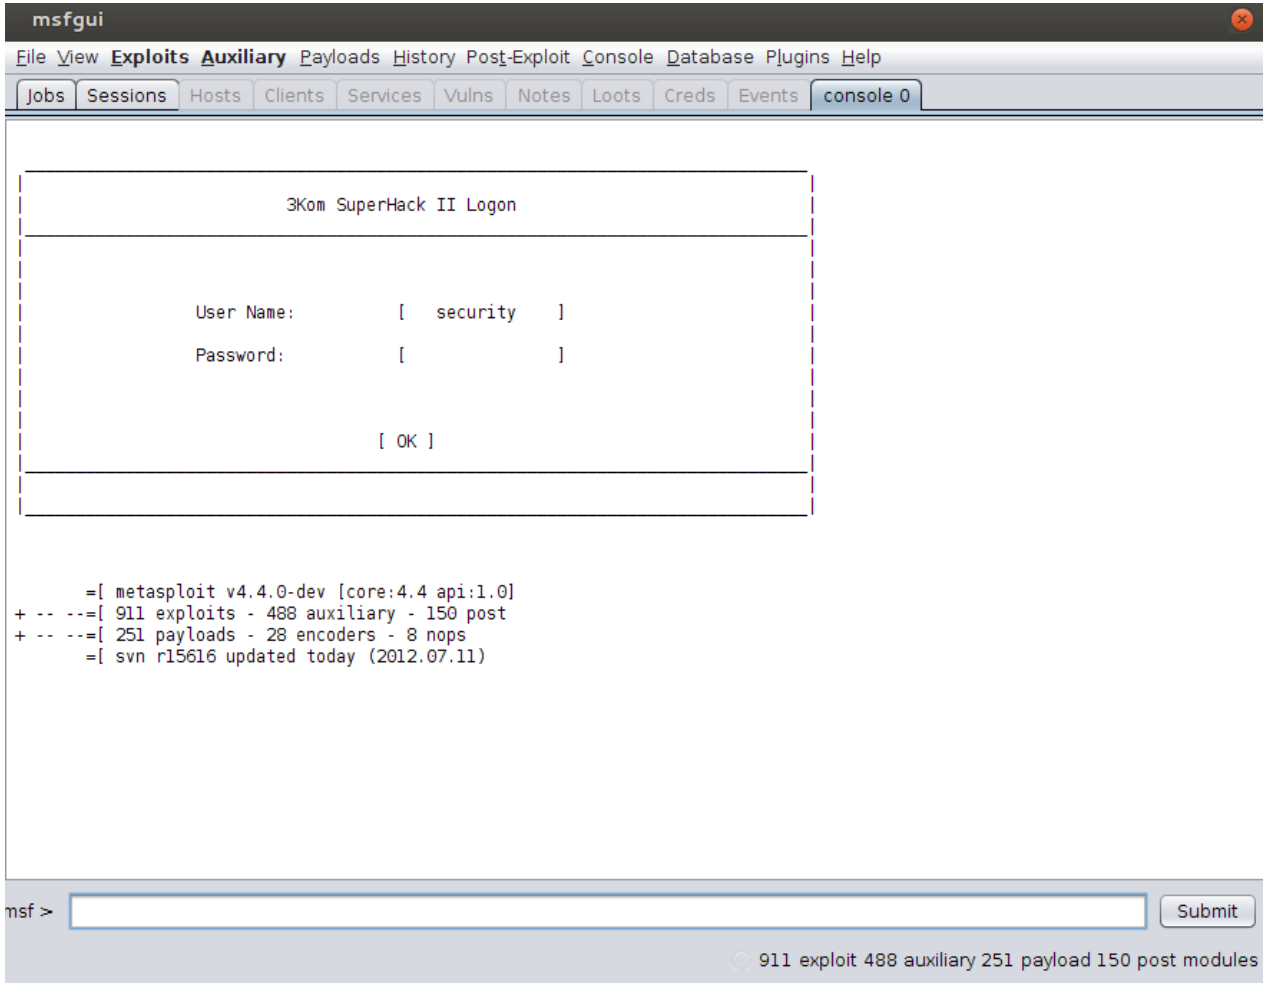 msfgui
File View Exploits Auxiliary Payloads History Post-Exploit Console Database Plugins Help
Jobs Sessions Hosts Clients Services Vulns Notes Loots Creds Events console 0
3Kom SuperHack II Logon
User Name: [ security ]
Password: [ ]
[ OK ]
=[ metasploit v4.4.0-dev [core:4.4 api:1.0]
+ -- --=[ 911 exploits - 488 auxiliary - 150 post
+ -- --=[ 251 payloads - 28 encoders - 8 nops
=[ svn r15616 updated today (2012.07.11)
msf > Submit
911 exploit 488 auxiliary 251 payload 150 post modules